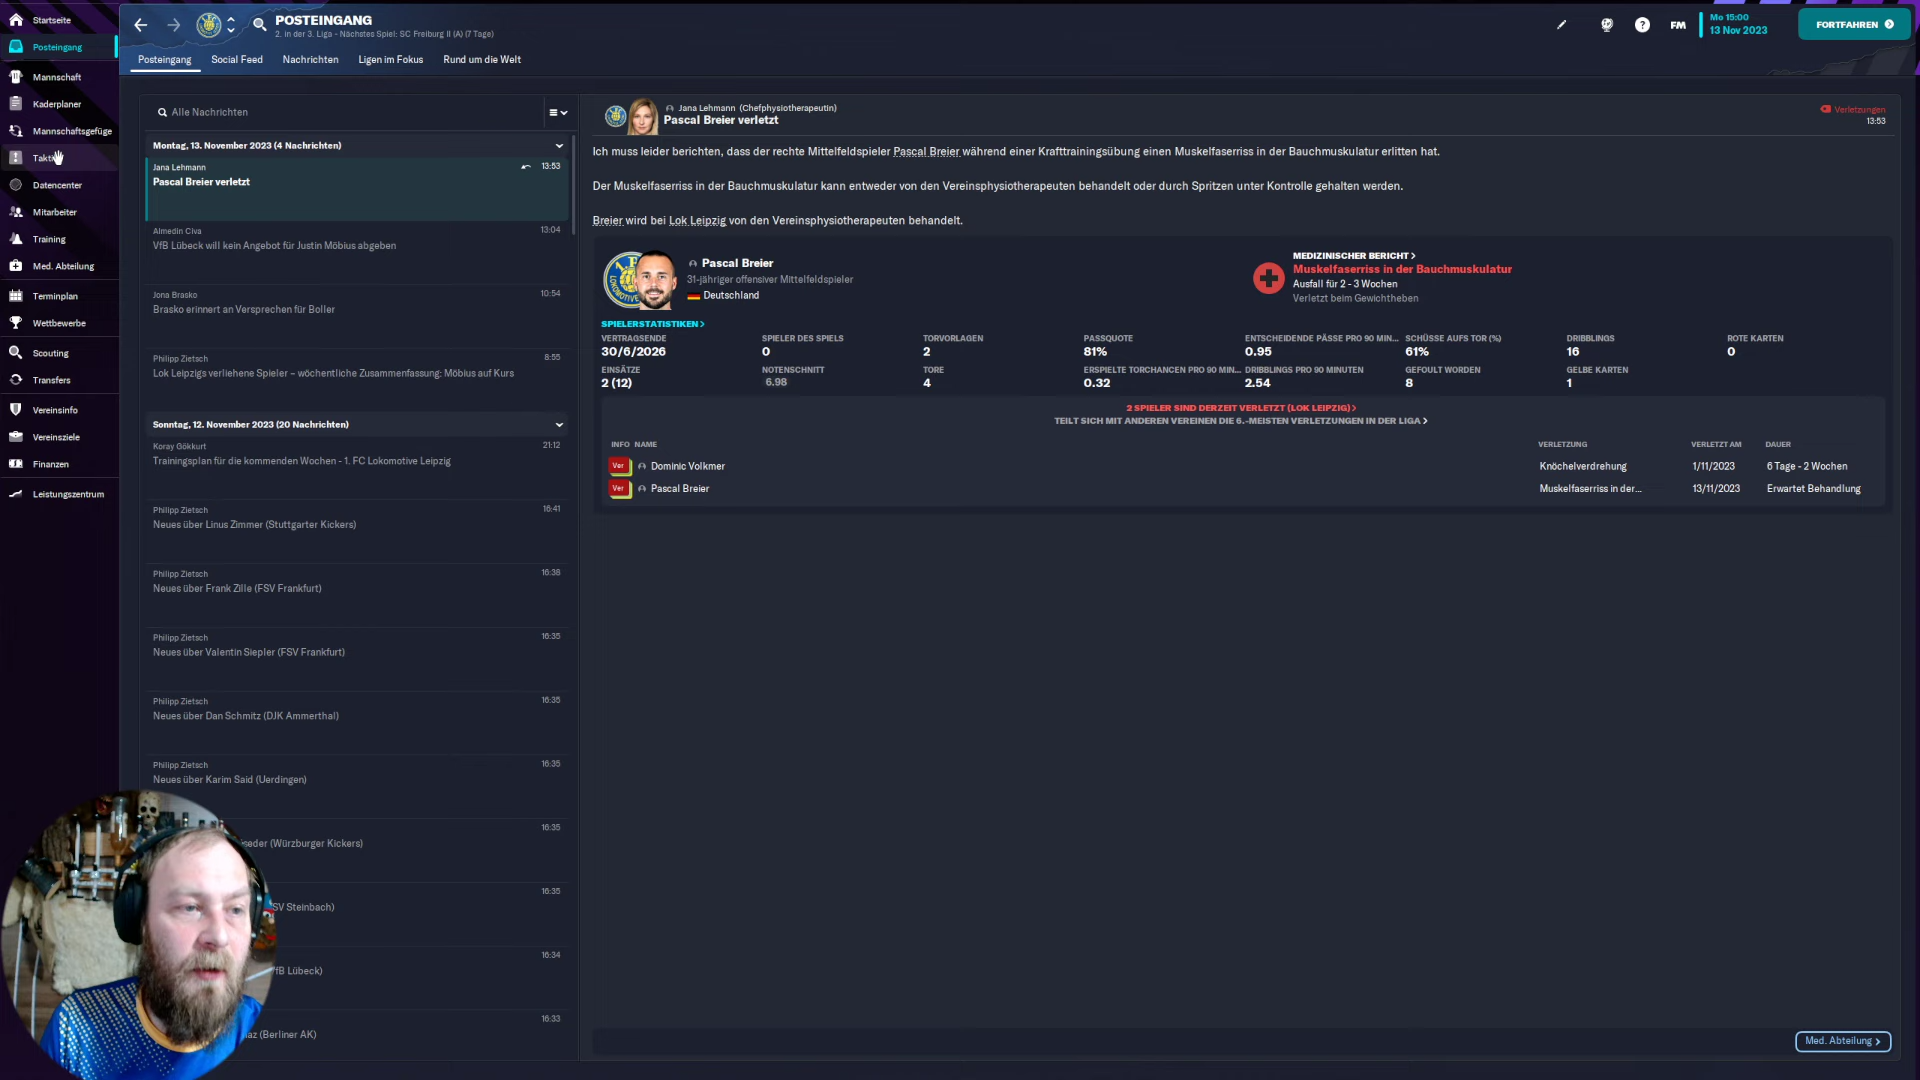 Startseite
Posteingang
Mannschaft
Kaderplaner
Mannschaftsgefüge
Datencenter
Mitarbeiter
Training
Med. Abteilung
Terminplan
Wettbewerbe
Scouting
Transfers
Vereinsinfo
Vereinsziele
Finanzen
Leistungszentrum
POSTEINGANG
2. in der 3. Liga - Nächstes Spiel: SC Freiburg II (A) (7 Tage)
FM
Mo 15:00
13 Nov 2023
FORTFAHREN
Posteingang Social Feed Nachrichten Ligen im Fokus Rund um die Welt
Alle Nachrichten
Montag, 13. November 2023 (4 Nachrichten)
Jana Lehmann 13:53
Pascal Breier verletzt
Almedin Civa 13:04
VfB Lübeck will kein Angebot für Justin Möbius abgeben
Jona Brasko 10:54
Brasko erinnert an Versprechen für Boller
Philipp Zietsch 8:55
Lok Leipzigs verliehene Spieler – wöchentliche Zusammenfassung: Möbius auf Kurs
Sonntag, 12. November 2023 (20 Nachrichten)
Koray Gökkurt 21:12
Trainingsplan für die kommenden Wochen - 1. FC Lokomotive Leipzig
Philipp Zietsch 16:41
Neues über Linus Zimmer (Stuttgarter Kickers)
Philipp Zietsch 16:38
Neues über Frank Zille (FSV Frankfurt)
Philipp Zietsch 16:35
Neues über Valentin Siepler (FSV Frankfurt)
Philipp Zietsch 16:35
Neues über Dan Schmitz (DJK Ammerthal)
Philipp Zietsch 16:35
Neues über Karim Said (Uerdingen)
16:35
(Würzburger Kickers)
16:35
Steinbach)
16:34
Lübeck)
16:33
(Berliner AK)
Jana Lehmann (Chefphysiotherapeutin)
Pascal Breier verletzt
Verletzungen
13:53
Ich muss leider berichten, dass der rechte Mittelfeldspieler Pascal Breier während einer Krafttrainingsübung einen Muskelfaserriss in der Bauchmuskulatur erlitten hat.
Der Muskelfaserriss in der Bauchmuskulatur kann entweder von den Vereinsphysiotherapeuten behandelt oder durch Spritzen unter Kontrolle gehalten werden.
Breier wird bei Lok Leipzig von den Vereinsphysiotherapeuten behandelt.
Pascal Breier
31-jähriger offensiver Mittelfeldspieler
Deutschland
MEDIZINISCHER BERICHT
Muskelfaserriss in der Bauchmuskulatur
Ausfall für 2 - 3 Wochen
Verletzt beim Gewichtheben
SPIELERSTATISTIKEN
VERTRAGSENDE SPIELER DES SPIELS TORVORLAGEN PASSQUOTE ENTSCHEIDENDE PÄSSE PRO 90 MIN... SCHÜSSE AUFS TOR (%) DRIBBLINGS ROTE KARTEN
30/6/2026 0 2 81% 0.95 61% 16 0
EINSÄTZE NOTENSCHNITT TORE ERSPIELTE TORCHANCEN PRO 90 MIN... DRIBBLINGS PRO 90 MINUTEN GEFOULT WORDEN GELBE KARTEN
2 (12) 6.98 4 0.32 2.54 8 1
2 SPIELER SIND DERZEIT VERLETZT (LOK LEIPZIG)
TEILT SICH MIT ANDEREN VEREINEN DIE 6.-MEISTEN VERLETZUNGEN IN DER LIGA
INFO NAME VERLETZUNG VERLETZT AM DAUER
Ver Dominic Volkmer Knöchelverdrehung 1/11/2023 6 Tage - 2 Wochen
Ver Pascal Breier Muskelfaserriss in der... 13/11/2023 Erwartet Behandlung
Med. Abteilung